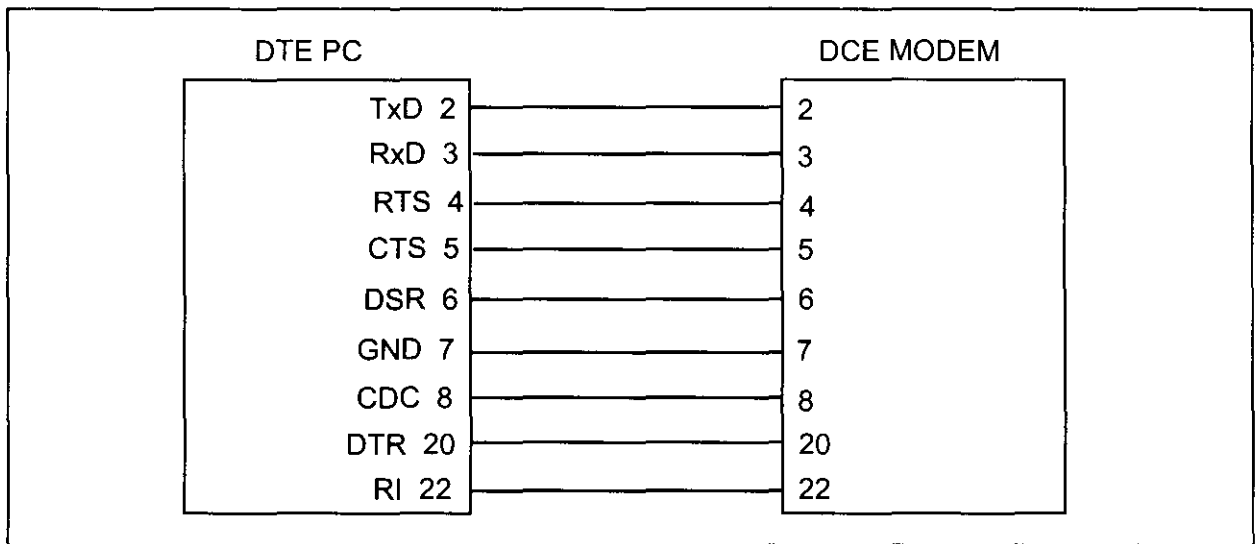 DTE PC DCE MODEM
TxD 2 2
RxD 3 3
RTS 4 4
CTS 5 5
DSR 6 6
GND 7 7
CDC 8 8
DTR 20 20
RI 22 22